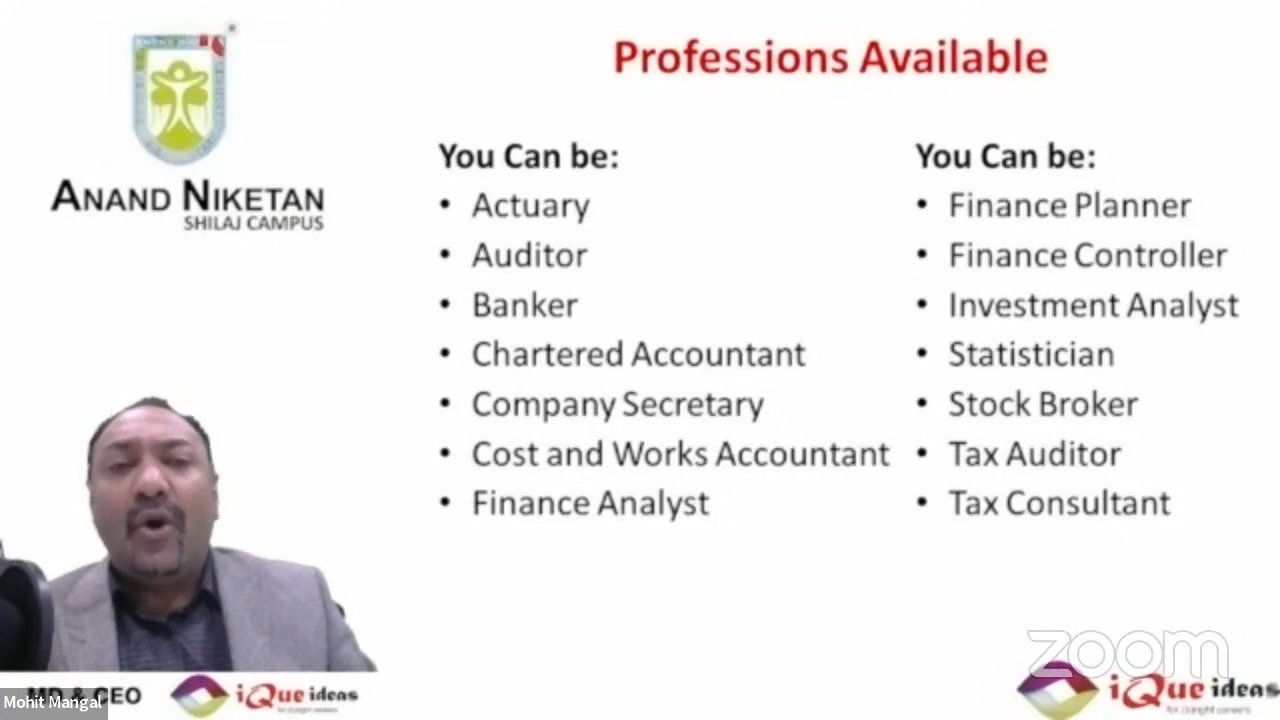 Professions Available
ANAND NIKETAN
SHILAJ CAMPUS
You Can be:
• Actuary
• Auditor
• Banker
• Chartered Accountant
• Company Secretary
• Cost and Works Accountant
• Finance Analyst
You Can be:
• Finance Planner
• Finance Controller
• Investment Analyst
• Statistician
• Stock Broker
• Tax Auditor
• Tax Consultant
zoom
CEO
iQue ideas
Mohit Mangal
iQue ideas